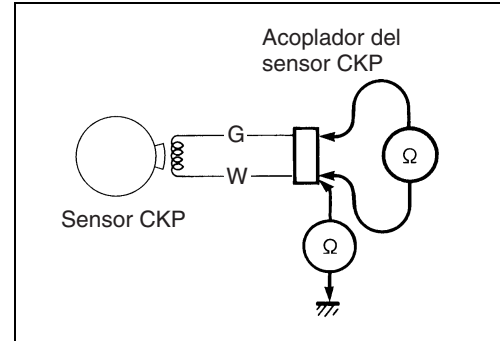 Acoplador del
sensor CKP
G
Ω
W
Sensor CKP
Ω